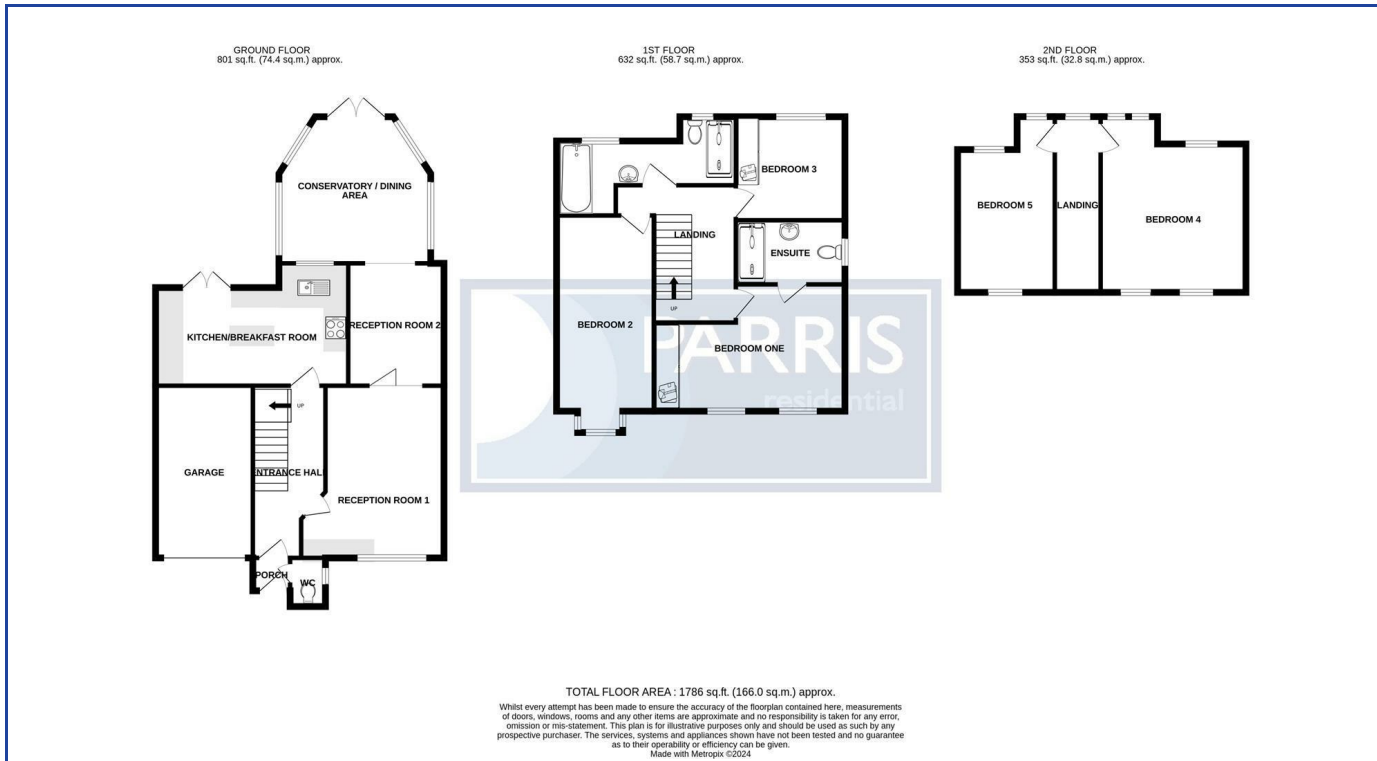 GROUND FLOOR
801 sq.ft. (74.4 sq.m.) approx.
CONSERVATORY / DINING
AREA
KITCHEN/BREAKFAST ROOM
RECEPTION ROOM 2
UP
GARAGE
ENTRANCE HALL
RECEPTION ROOM 1
PORCH
WC
1ST FLOOR
632 sq.ft. (58.7 sq.m.) approx.
BEDROOM 3
LANDING
ENSUITE
UP
BEDROOM 2
BEDROOM ONE
PARRIS
residential
2ND FLOOR
353 sq.ft. (32.8 sq.m.) approx.
BEDROOM 5
LANDING
BEDROOM 4
TOTAL FLOOR AREA : 1786 sq.ft. (166.0 sq.m.) approx.
Whilst every attempt has been made to ensure the accuracy of the floorplan contained here, measurements
of doors, windows, rooms and any other items are approximate and no responsibility is taken for any error,
omission or mis-statement. This plan is for illustrative purposes only and should be used as such by any
prospective purchaser. The services, systems and appliances shown have not been tested and no guarantee
as to their operability or efficiency can be given.
Made with Metropix ©2024